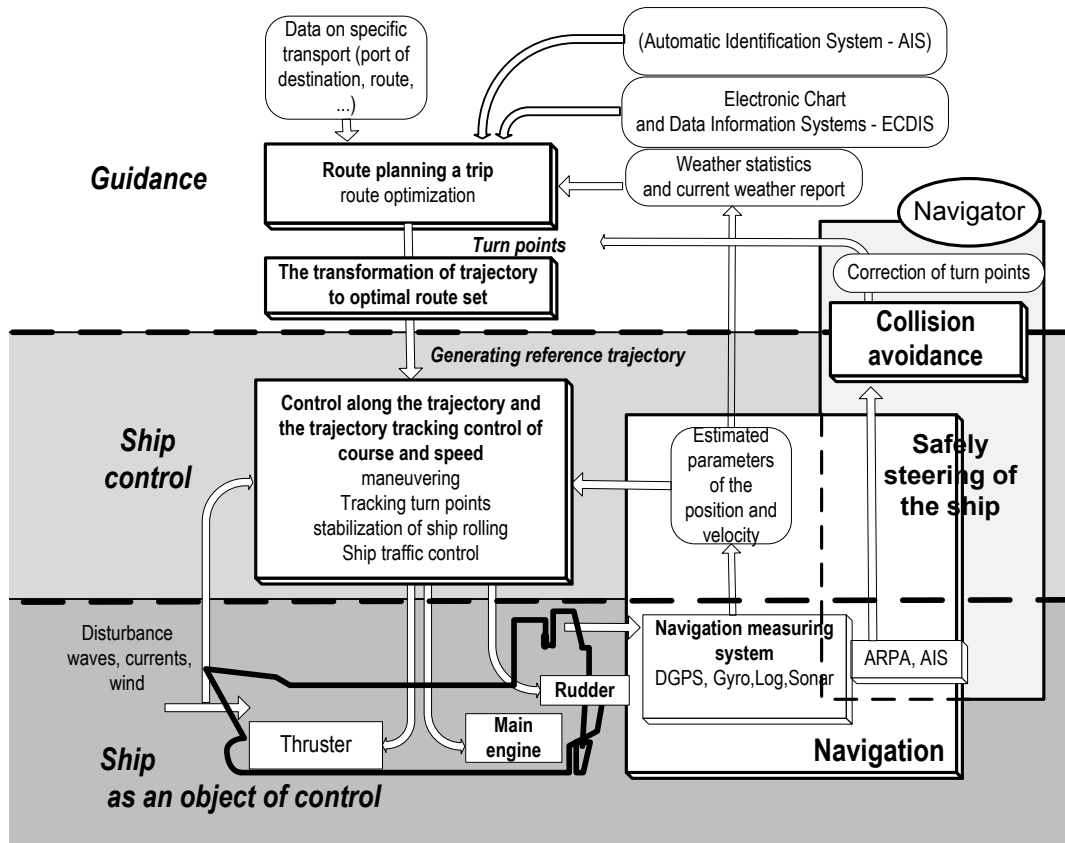 Data on specific
transport (port of
destination, route,
...)
(Automatic Identification System - AIS)
Electronic Chart
and Data Information Systems - ECDIS
Guidance
Route planning a trip
route optimization
Weather statistics
and current weather report
Navigator
Turn points
Correction of turn points
The transformation of trajectory
to optimal route set
Collision
avoidance
Generating reference trajectory
Ship
control
Control along the trajectory and
the trajectory tracking control of
course and speed
maneuvering
Tracking turn points
stabilization of ship rolling
Ship traffic control
Estimated
parameters
of the
position and
velocity
Safely
steering of
the ship
Disturbance
waves, currents,
wind
Navigation measuring
system
DGPS, Gyro,Log,Sonar
ARPA, AIS
Rudder
Thruster
Main
engine
Navigation
Ship
as an object of control